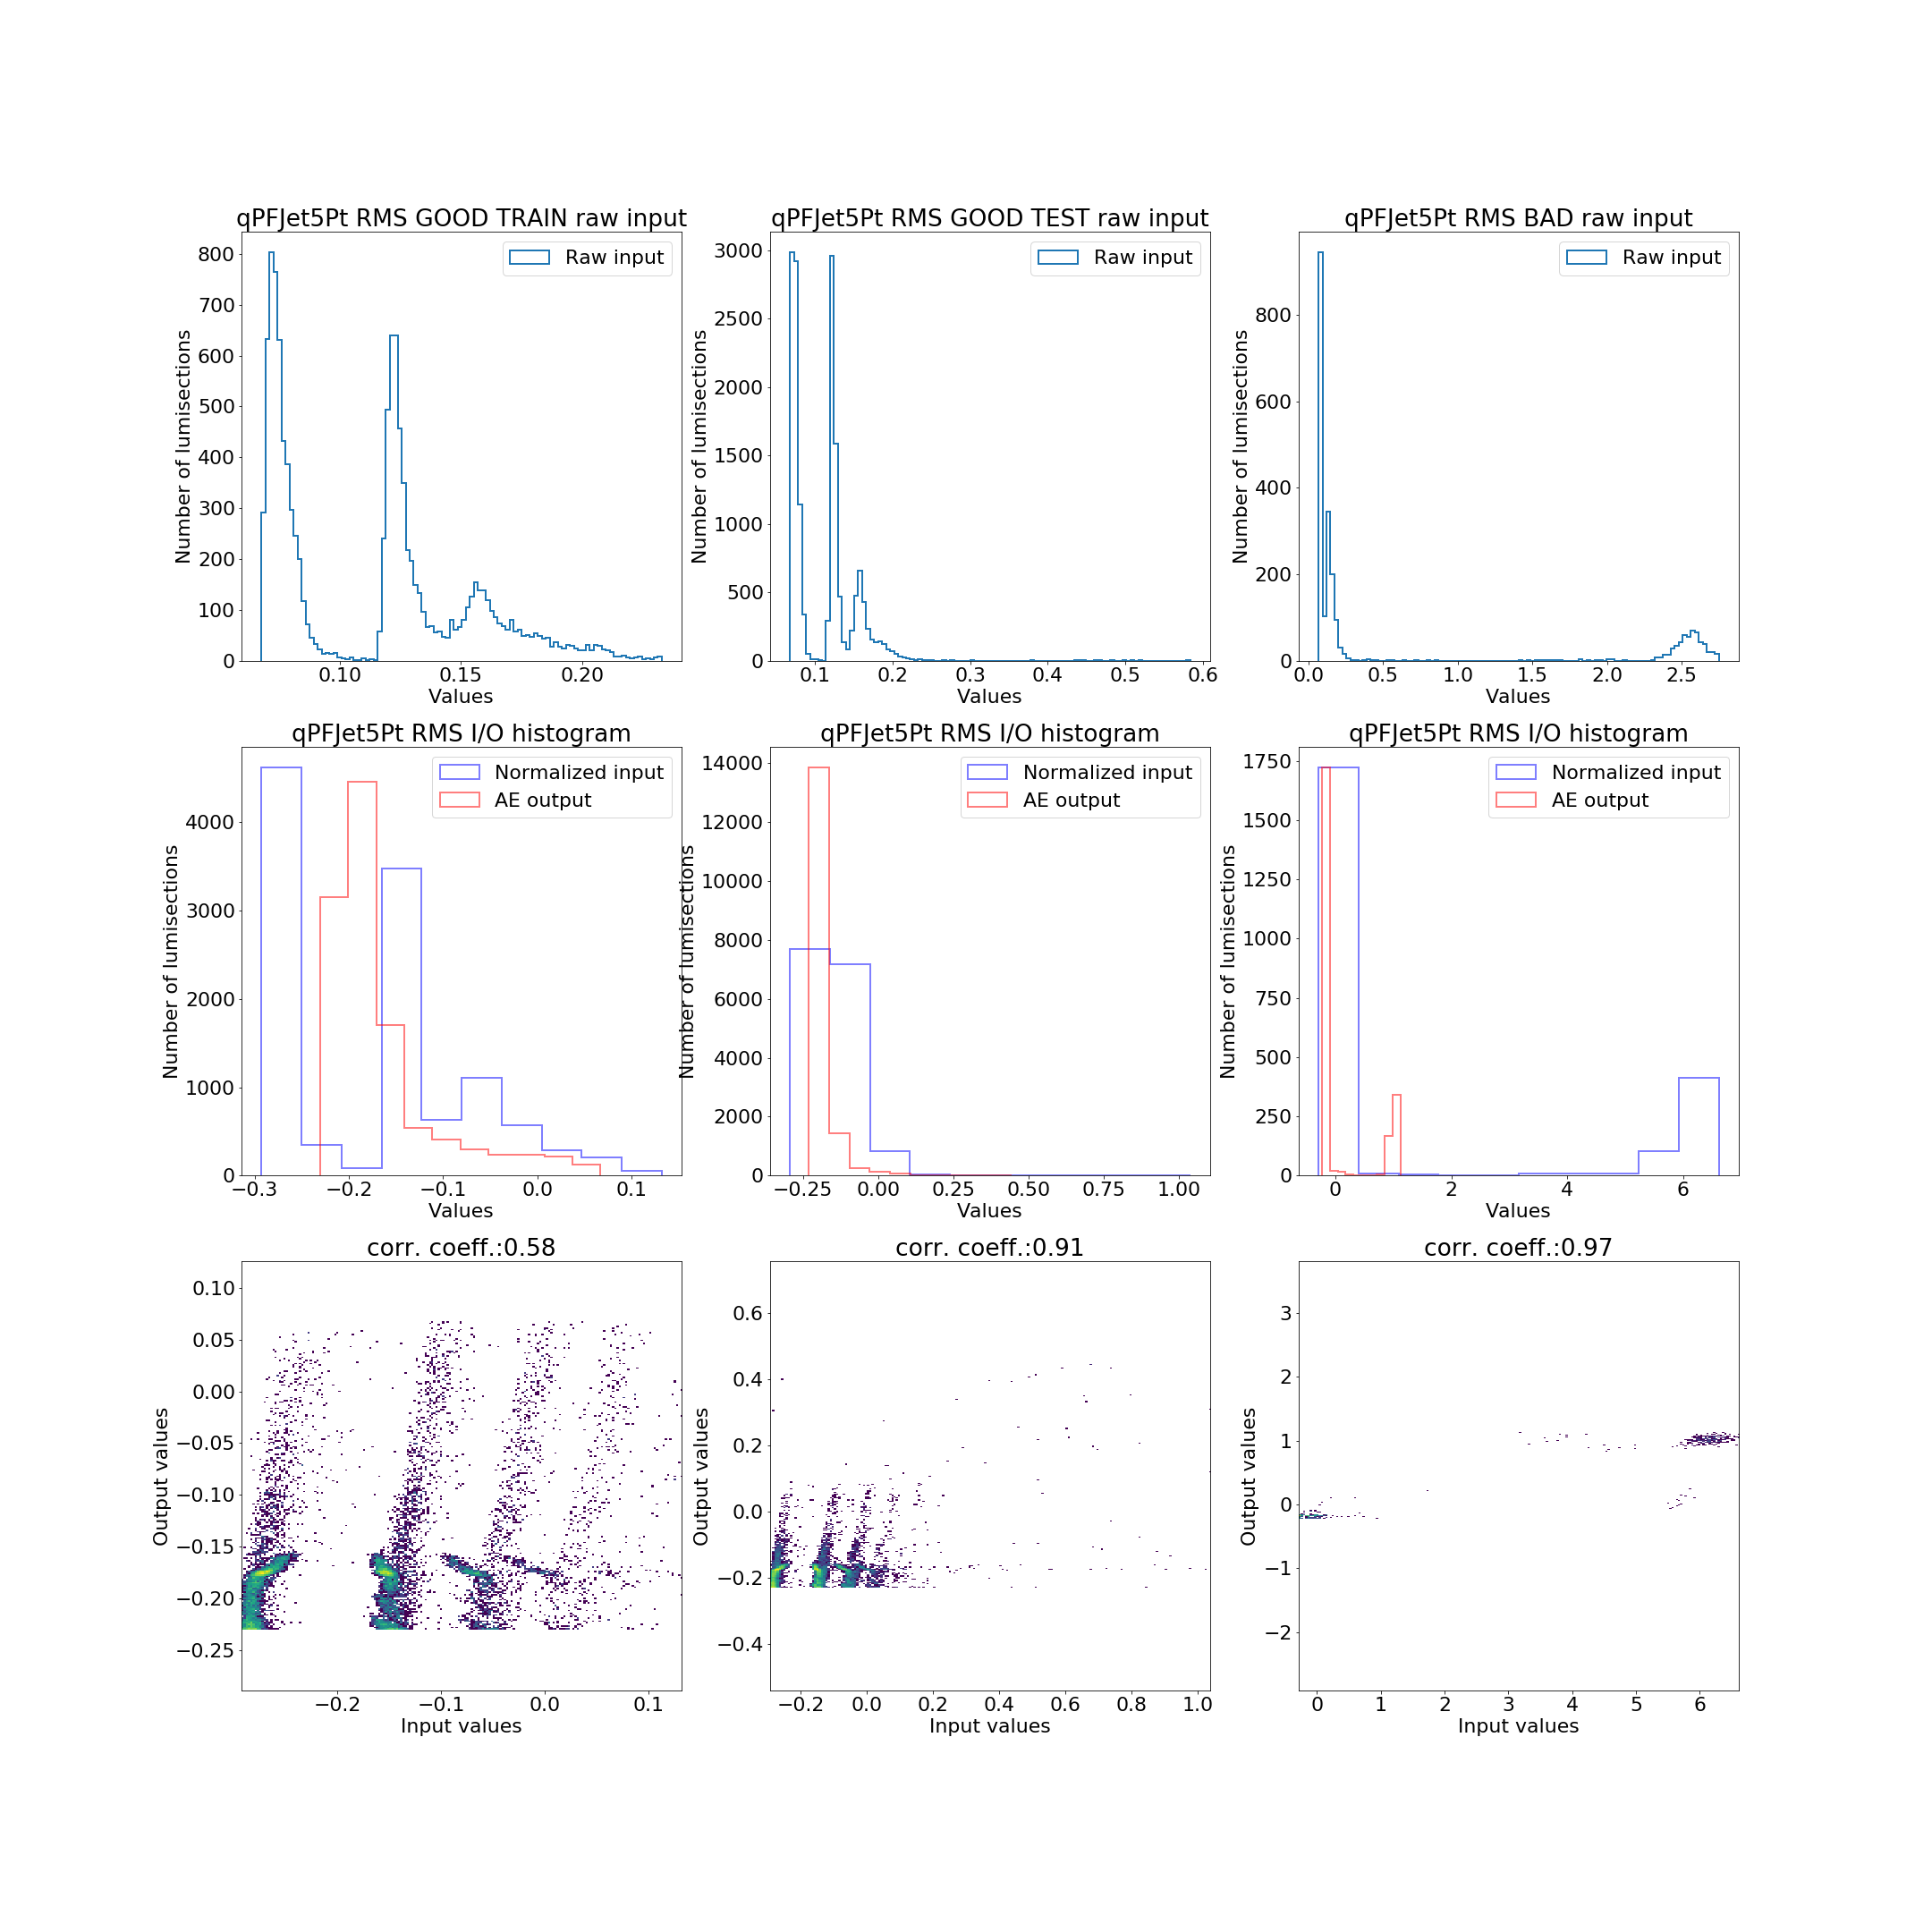 qPFJet5Pt RMS GOOD TRAIN raw input
Raw input
800
700
600
500
400
300
200
100
0
Number of lumisections
0.10 0.15 0.20
Values
qPFJet5Pt RMS GOOD TEST raw input
Raw input
3000
2500
2000
1500
1000
500
0
Number of lumisections
0.1 0.2 0.3 0.4 0.5 0.6
Values
qPFJet5Pt RMS BAD raw input
Raw input
800
600
400
200
0
Number of lumisections
0.0 0.5 1.0 1.5 2.0 2.5
Values
qPFJet5Pt RMS I/O histogram
Normalized input
AE output
4000
3000
2000
1000
0
Number of lumisections
−0.3 −0.2 −0.1 0.0 0.1
Values
qPFJet5Pt RMS I/O histogram
Normalized input
AE output
14000
12000
10000
8000
6000
4000
2000
0
Number of lumisections
−0.25 0.00 0.25 0.50 0.75 1.00
Values
qPFJet5Pt RMS I/O histogram
Normalized input
AE output
1750
1500
1250
1000
750
500
250
0
Number of lumisections
0 2 4 6
Values
corr. coeff.:0.58
0.10
0.05
0.00
−0.05
−0.10
−0.15
−0.20
−0.25
Output values
−0.2 −0.1 0.0 0.1
Input values
corr. coeff.:0.91
0.6
0.4
0.2
0.0
−0.2
−0.4
Output values
−0.2 0.0 0.2 0.4 0.6 0.8 1.0
Input values
corr. coeff.:0.97
3
2
1
0
−1
−2
Output values
0 1 2 3 4 5 6
Input values